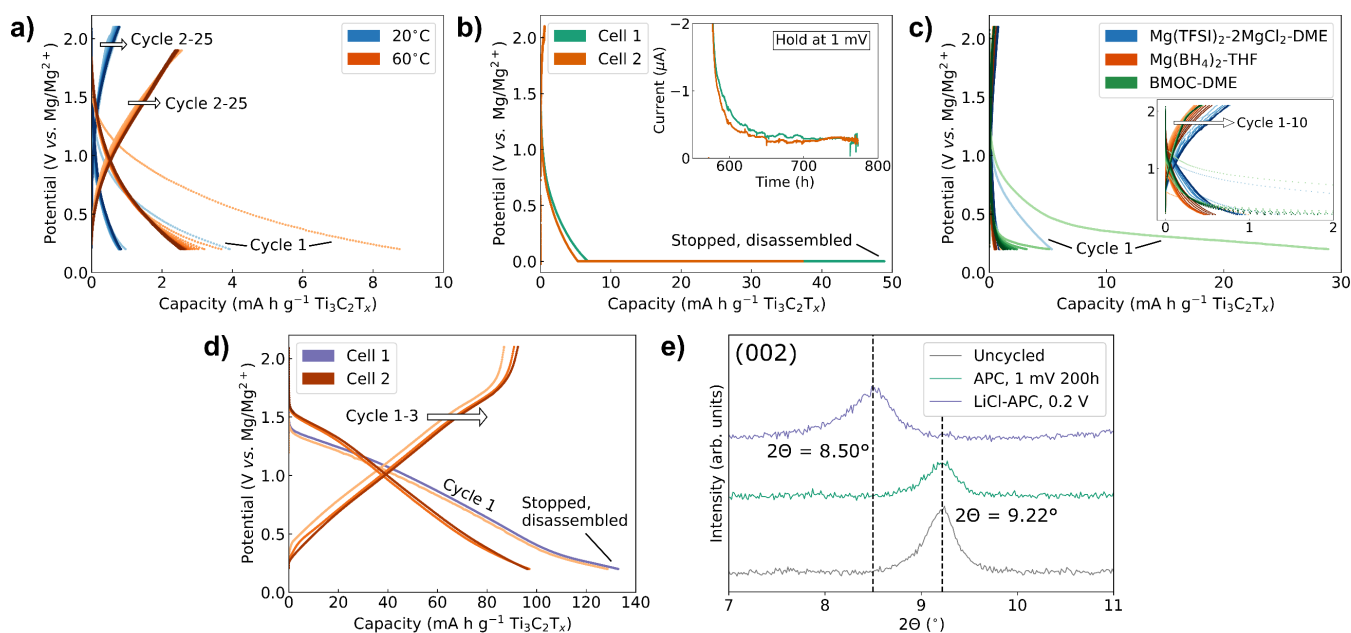 a)
Potential (V vs. Mg/Mg²⁺)
2.0
1.5
1.0
0.5
0.0
Cycle 2-25
20°C
60°C
Cycle 2-25
Cycle 1
0 2 4 6 8 10
Capacity (mA h g⁻¹ Ti₃C₂Tₓ)
b)
Potential (V vs. Mg/Mg²⁺)
2.0
1.5
1.0
0.5
0.0
Cell 1
Cell 2
Current (μA)
−2
−1
0
Hold at 1 mV
600 700 800
Time (h)
Stopped, disassembled
0 10 20 30 40 50
Capacity (mA h g⁻¹ Ti₃C₂Tₓ)
c)
Potential (V vs. Mg/Mg²⁺)
2.0
1.5
1.0
0.5
0.0
Mg(TFSI)₂-2MgCl₂-DME
Mg(BH₄)₂-THF
BMOC-DME
2
1
Cycle 1-10
0 1 2
Cycle 1
0 10 20 30
Capacity (mA h g⁻¹ Ti₃C₂Tₓ)
d)
Potential (V vs. Mg/Mg²⁺)
2.0
1.5
1.0
0.5
0.0
Cell 1
Cell 2
Cycle 1-3
Cycle 1
Stopped,
disassembled
0 20 40 60 80 100 120 140
Capacity (mA h g⁻¹ Ti₃C₂Tₓ)
e)
Intensity (arb. units)
(002)
Uncycled
APC, 1 mV 200h
LiCl-APC, 0.2 V
2Θ = 8.50°
2Θ = 9.22°
7 8 9 10 11
2Θ (°)